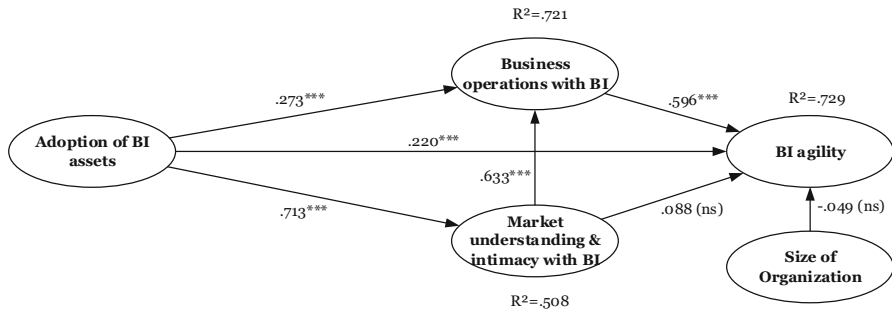 R²=.721
Business
operations with BI
.273***
.596***
R²=.729
Adoption of BI
assets
.220***
BI agility
.633***
.713***
.088 (ns)
-.049 (ns)
Market
understanding &
intimacy with BI
Size of
Organization
R²=.508